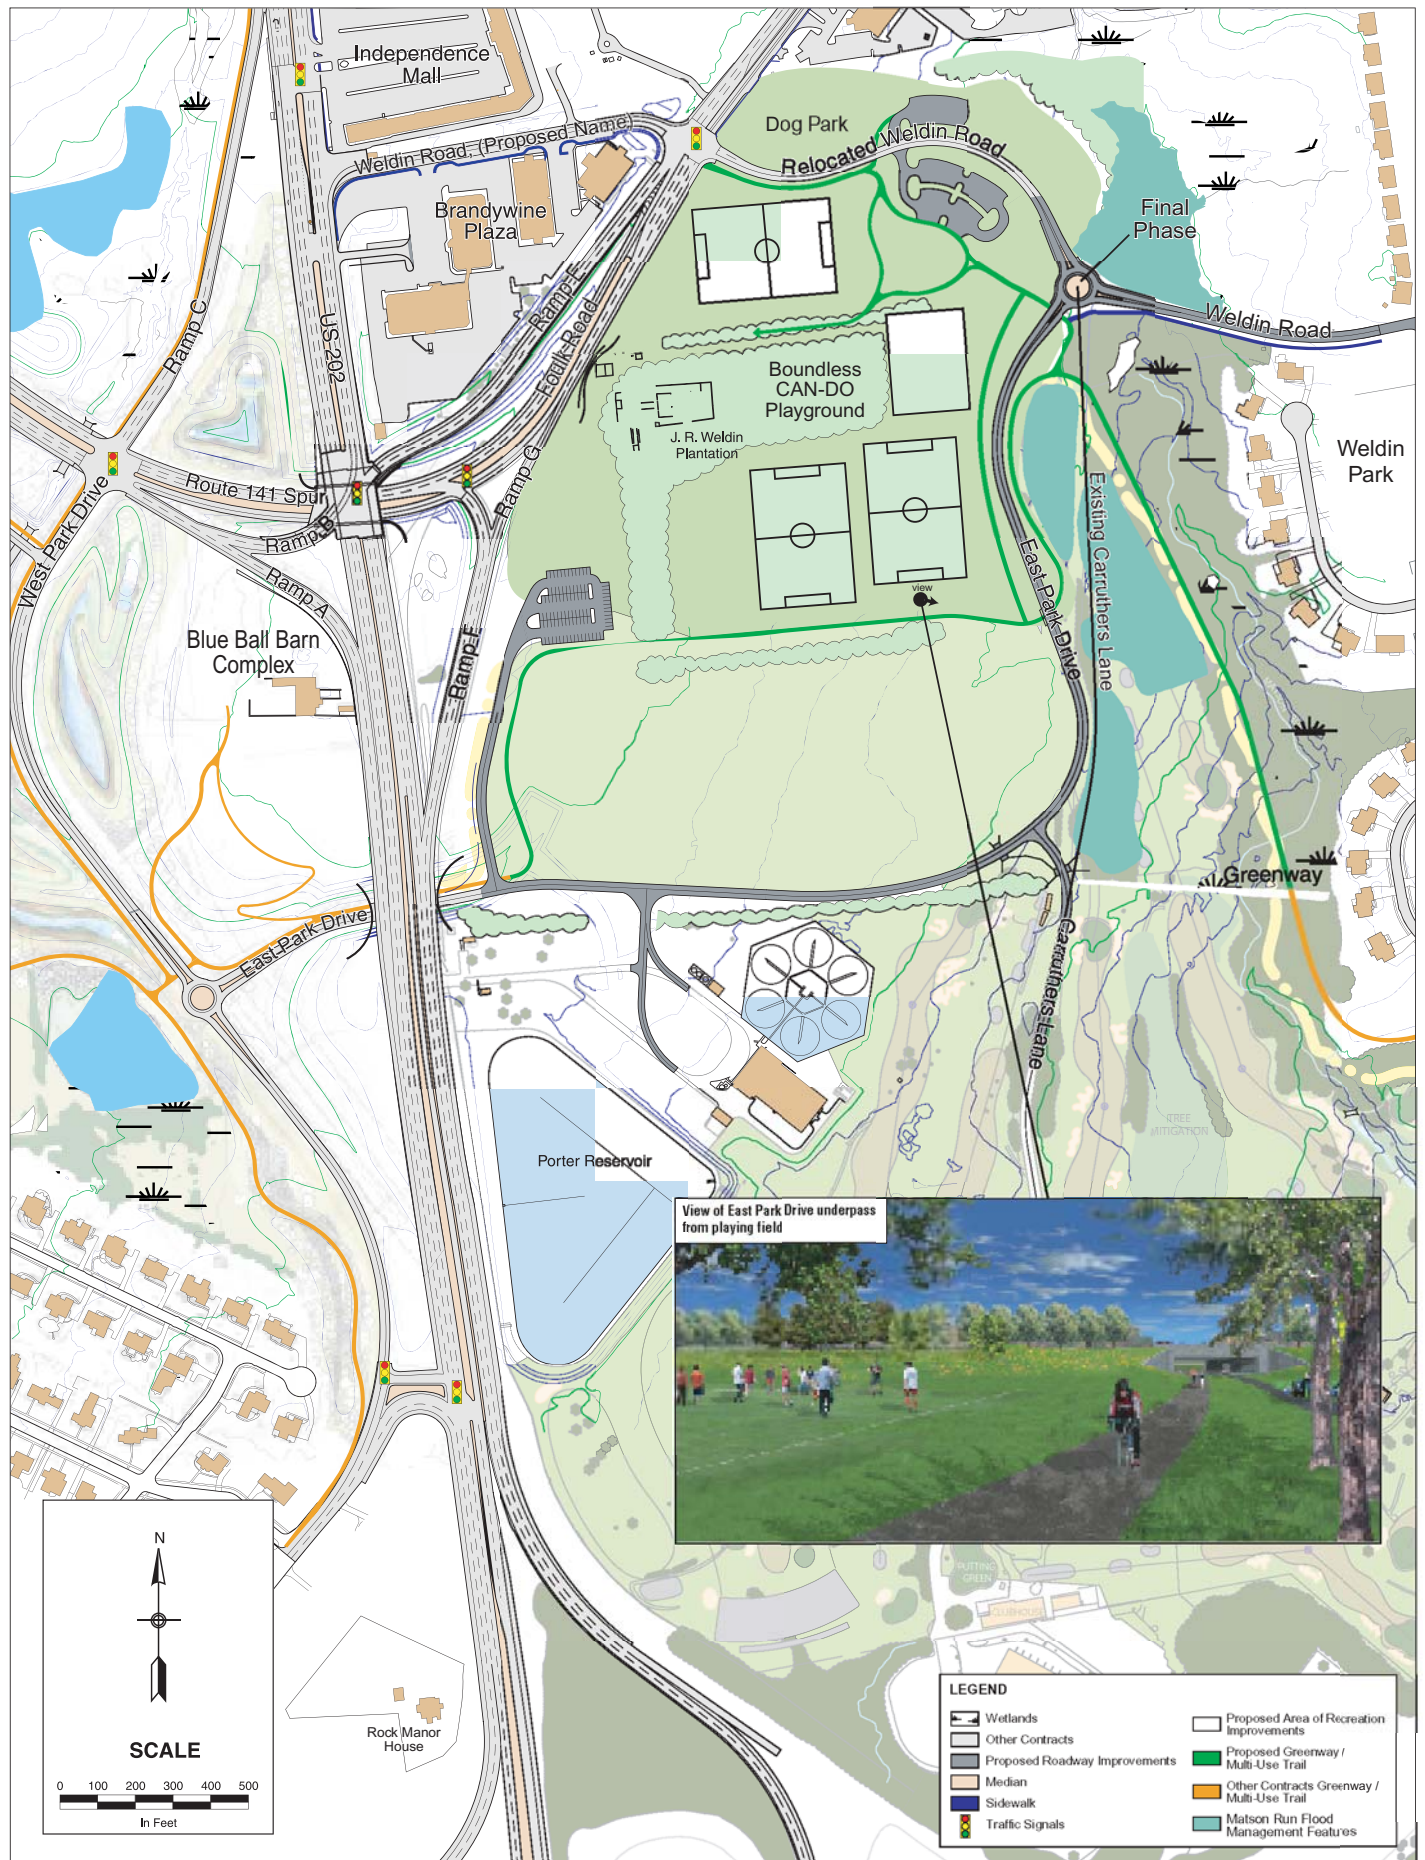 Independence
Mall
Weldin Road, (Proposed Name)
Dog Park
Relocated Weldin Road
Brandywine
Plaza
Final
Phase
Ramp C
US 202
Ramp E
Foulk Road
Weldin Road
Boundless
CAN-DO
Playground
J. R. Weldin
Plantation
Weldin
Park
Route 141 Spur
Ramp G
West Park Drive
Ramp B
Ramp A
Existing Carruthers Lane
East Park Drive
view
Blue Ball Barn
Complex
Ramp F
Greenway
East Park Drive
Carruthers Lane
TREE
MITIGATION
Porter Reservoir
View of East Park Drive underpass
from playing field
N
SCALE
0 100 200 300 400 500
In Feet
PUTTING
GREEN
CLUBHOUSE
Rock Manor
House
LEGEND
Wetlands
Other Contracts
Proposed Roadway Improvements
Median
Sidewalk
Traffic Signals
Proposed Area of Recreation
Improvements
Proposed Greenway /
Multi-Use Trail
Other Contracts Greenway /
Multi-Use Trail
Matson Run Flood
Management Features